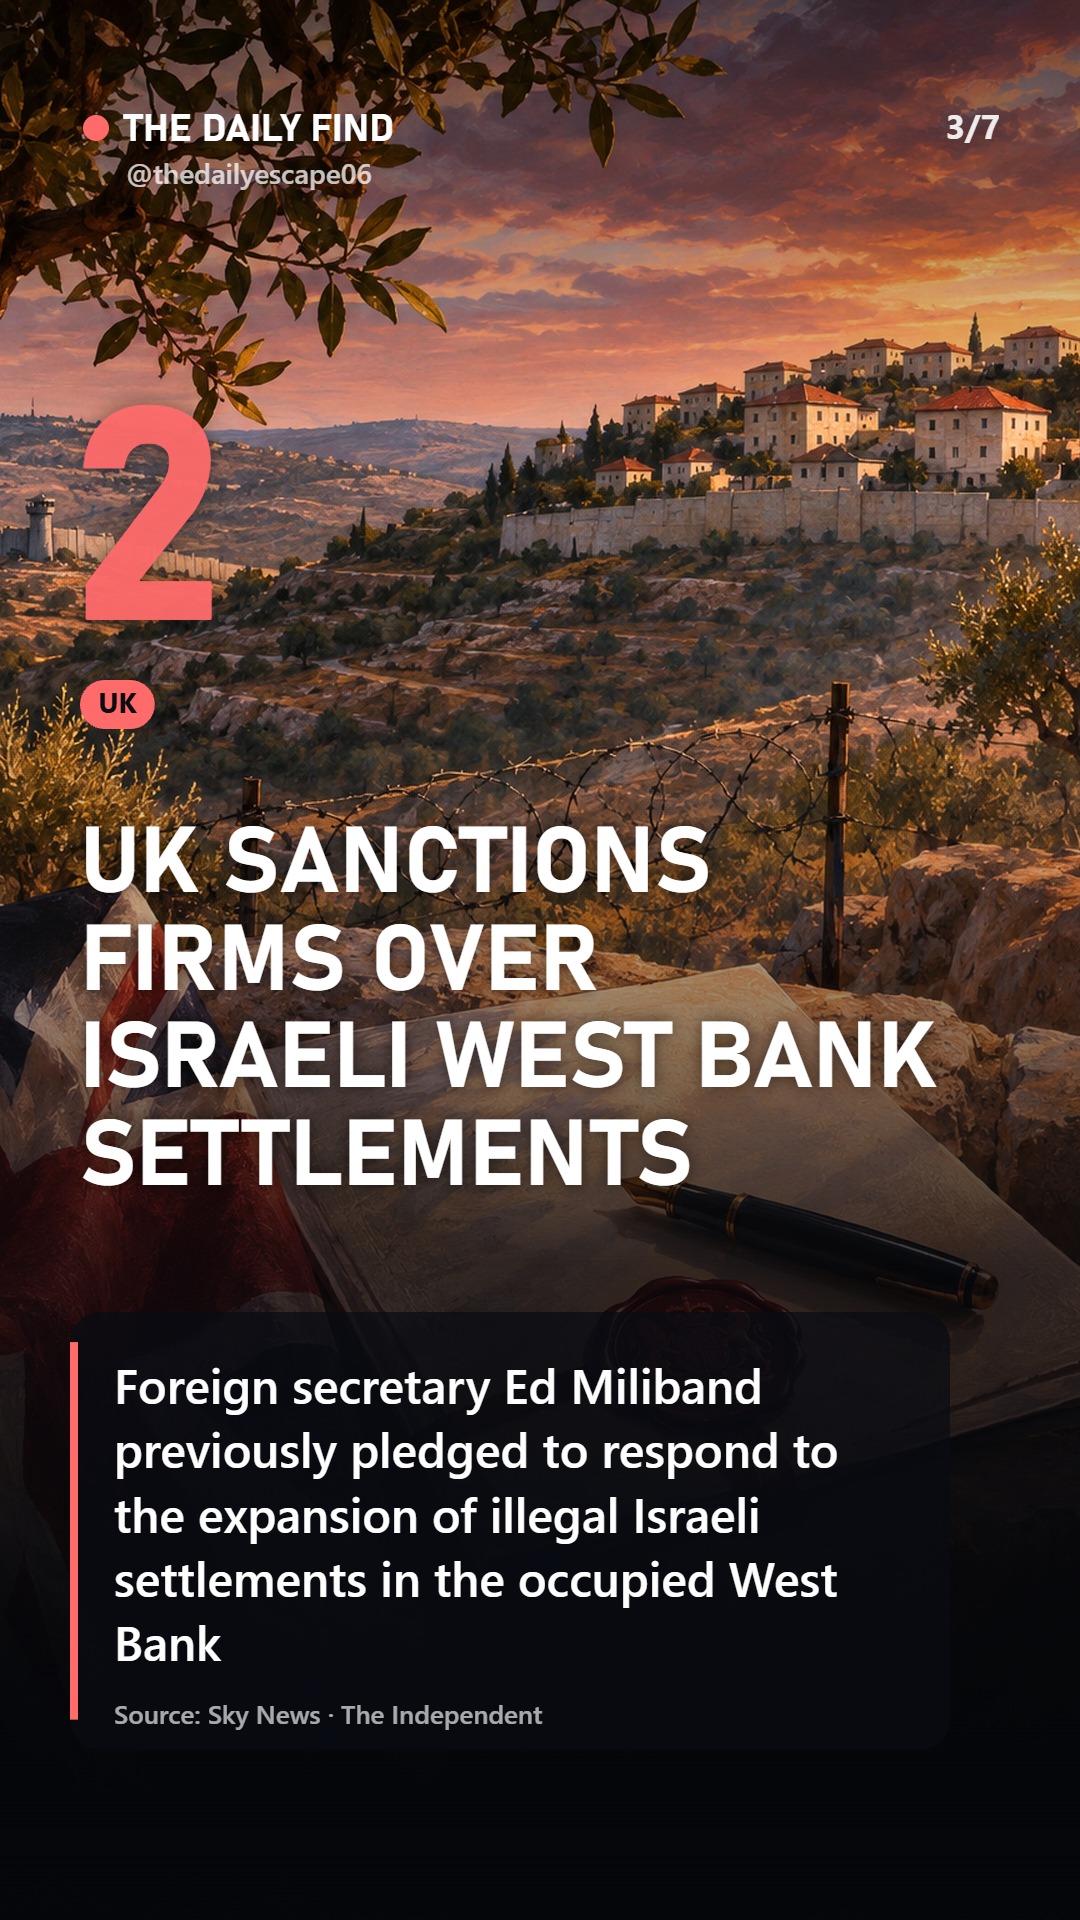 THE DAILY FIND
@thedailyescape06
3/7
2
UK
UK SANCTIONS
FIRMS OVER
ISRAELI WEST BANK
SETTLEMENTS
Foreign secretary Ed Miliband
previously pledged to respond to
the expansion of illegal Israeli
settlements in the occupied West
Bank
Source: Sky News · The Independent